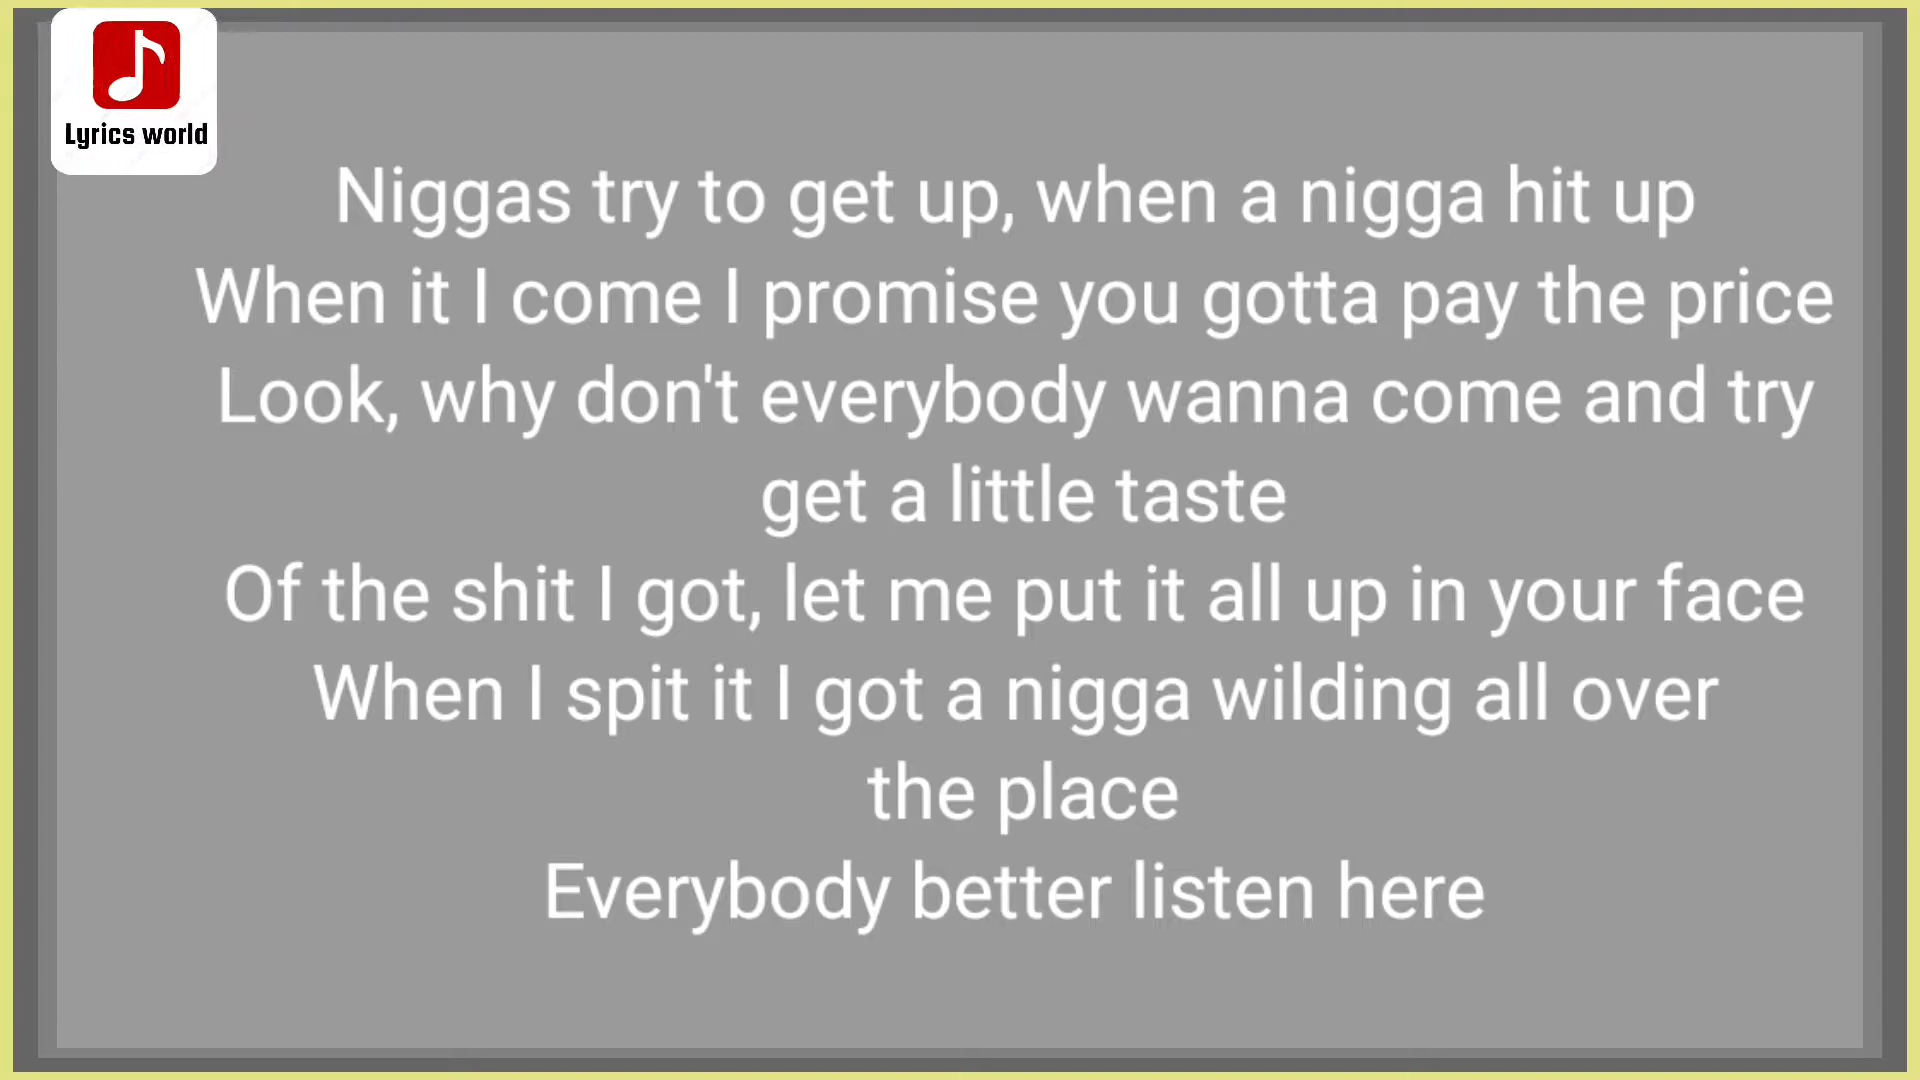 Lyrics world
Niggas try to get up, when a nigga hit up
When it I come I promise you gotta pay the price
Look, why don't everybody wanna come and try
get a little taste
Of the shit I got, let me put it all up in your face
When I spit it I got a nigga wilding all over
the place
Everybody better listen here